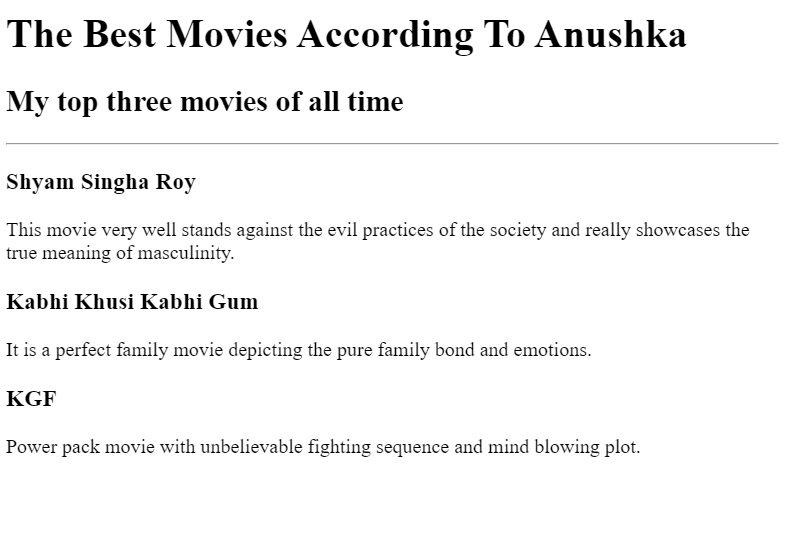 The Best Movies According To Anushka
My top three movies of all time
Shyam Singha Roy
This movie very well stands against the evil practices of the society and really showcases the
true meaning of masculinity.
Kabhi Khusi Kabhi Gum
It is a perfect family movie depicting the pure family bond and emotions.
KGF
Power pack movie with unbelievable fighting sequence and mind blowing plot.